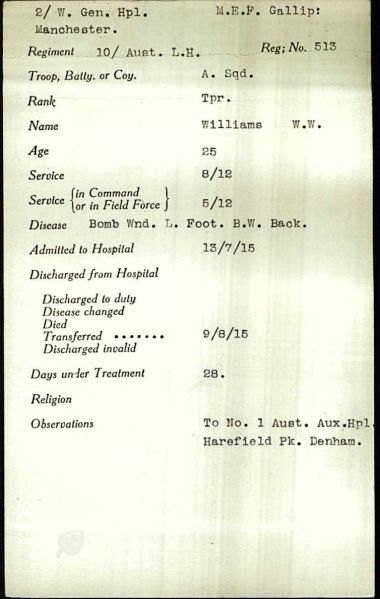 2/ W. Gen. Hpl. M.E.F. Gallip:
Manchester.
Regiment 10/ Aust. L.H. Reg; No. 513
Troop, Batty. or Coy. A. Sqd.
Rank Tpr.
Name Williams W.W.
Age 25
Service 8/12
Service {in Command or in Field Force} 5/12
Disease Bomb Wnd. L. Foot. B.W. Back.
Admitted to Hospital 13/7/15
Discharged from Hospital
Discharged to duty
Disease changed
Died
Transferred ....... 9/8/15
Discharged invalid
Days under Treatment 28.
Religion
Observations To No. 1 Aust. Aux.Hpl.
Harefield Pk. Denham.